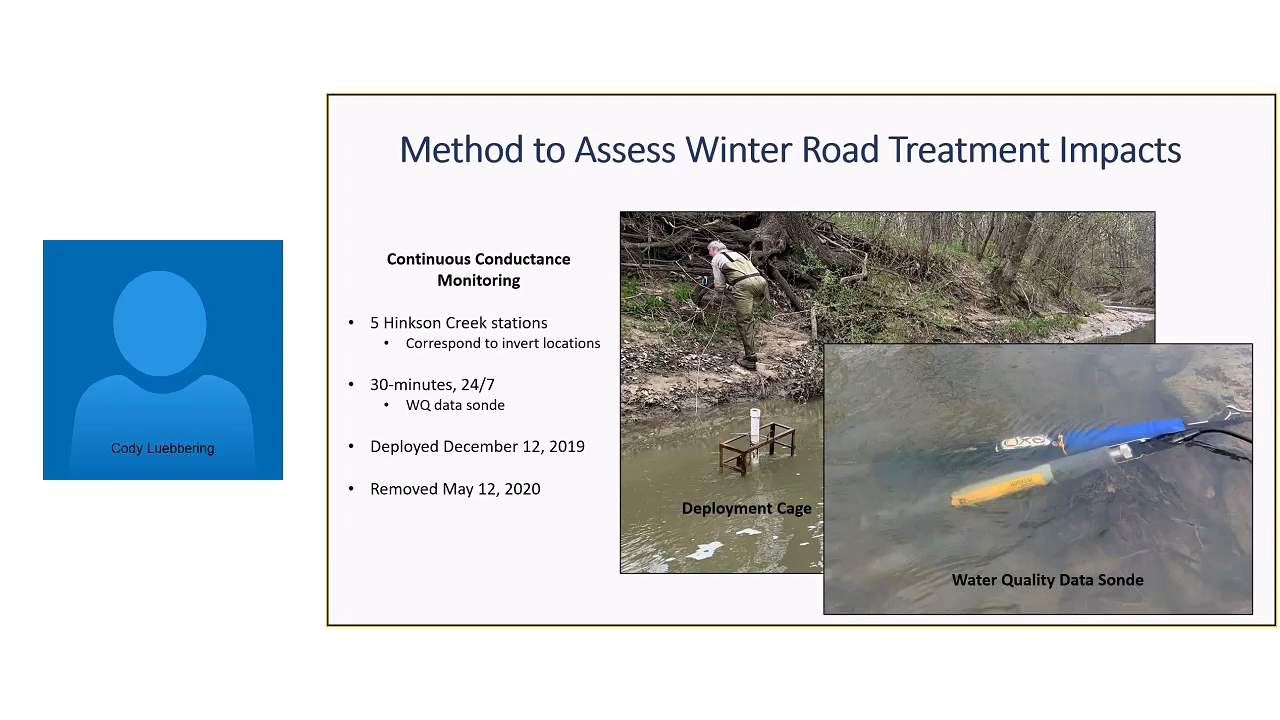 Method to Assess Winter Road Treatment Impacts
Continuous Conductance
Monitoring
• 5 Hinkson Creek stations
• Correspond to invert locations
• 30-minutes, 24/7
• WQ data sonde
• Deployed December 12, 2019
• Removed May 12, 2020
Deployment Cage
Water Quality Data Sonde
Cody Luebbering